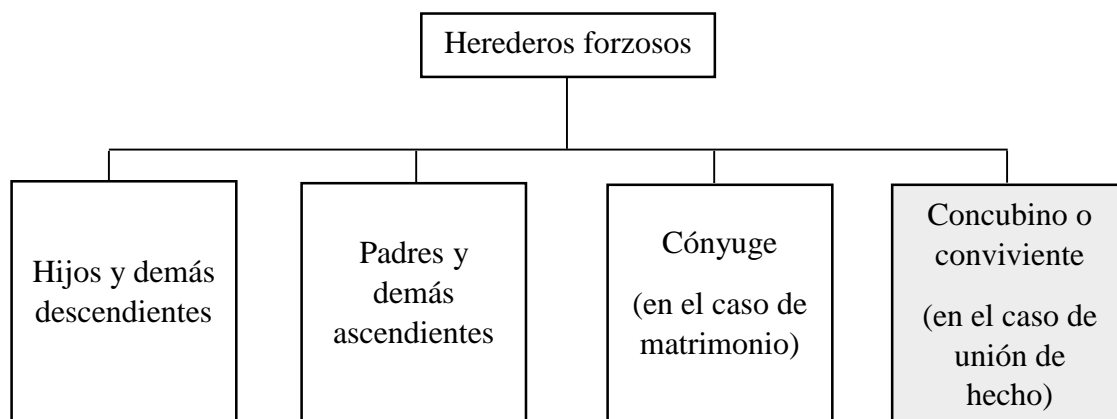 Herederos forzosos
Hijos y demás
descendientes
Padres y
demás
ascendientes
Cónyuge
(en el caso de
matrimonio)
Concubino o
conviviente
(en el caso de
unión de
hecho)